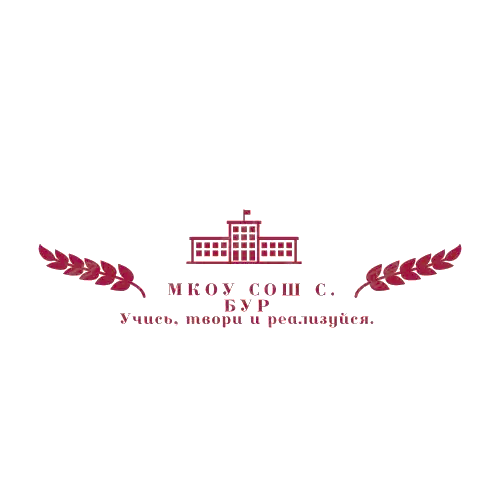 МКОУ СОШ С.
БУР
Учись, твори и реализуйся.